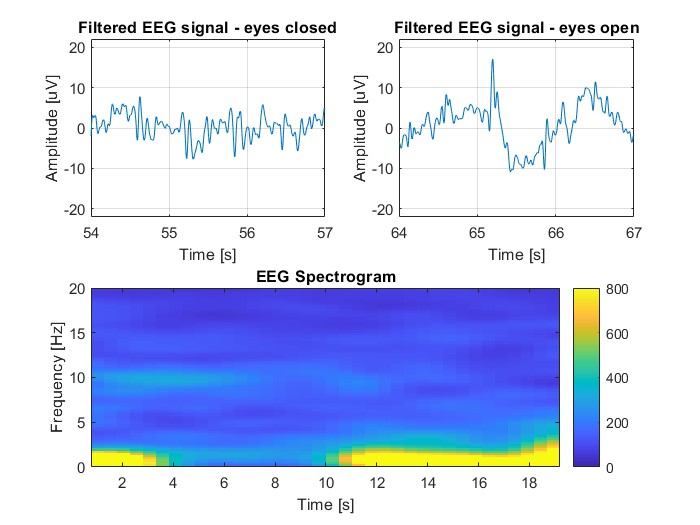 Filtered EEG signal - eyes closed
Filtered EEG signal - eyes open
20
10
0
-10
-20
Amplitude [uV]
54 55 56 57
Time [s]
20
10
0
-10
-20
Amplitude [uV]
64 65 66 67
Time [s]
EEG Spectrogram
20
15
10
5
0
Frequency [Hz]
2 4 6 8 10 12 14 16 18
Time [s]
800
600
400
200
0